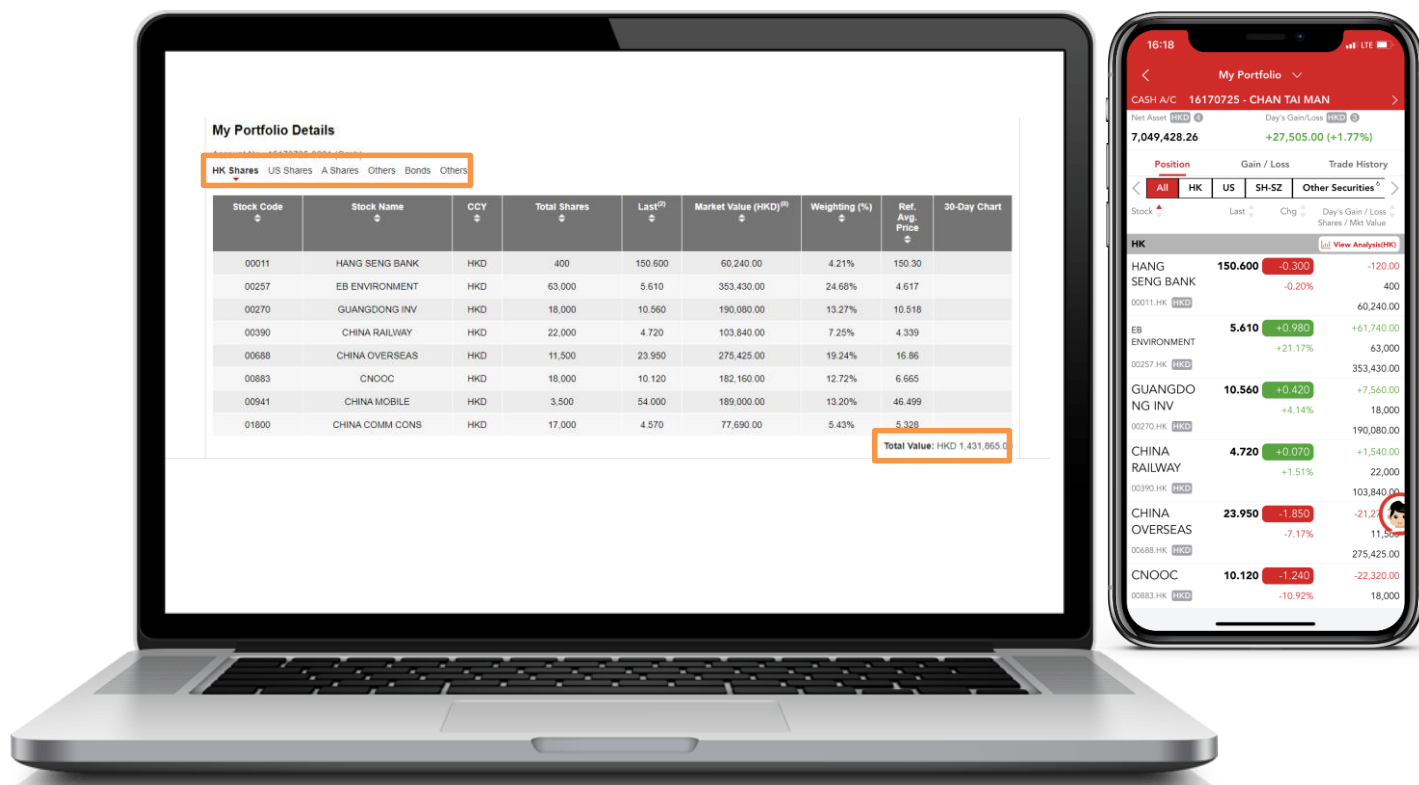 My Portfolio Details
HK Shares US Shares A Shares Others Bonds Others
Stock Code Stock Name CCY Total Shares Last(2) Market Value (HKD)(6) Weighting (%) Ref. Avg. Price 30-Day Chart
00011 HANG SENG BANK HKD 400 150.600 60,240.00 4.21% 150.30
00257 EB ENVIRONMENT HKD 63,000 5.610 353,430.00 24.68% 4.617
00270 GUANGDONG INV HKD 18,000 10.560 190,080.00 13.27% 10.518
00390 CHINA RAILWAY HKD 22,000 4.720 103,840.00 7.25% 4.339
00688 CHINA OVERSEAS HKD 11,500 23.950 275,425.00 19.24% 16.86
00883 CNOOC HKD 18,000 10.120 182,160.00 12.72% 6.665
00941 CHINA MOBILE HKD 3,500 54.000 189,000.00 13.20% 46.499
01800 CHINA COMM CONS HKD 17,000 4.570 77,690.00 5.43% 5.328
Total Value: HKD 1,431,865.0
16:18 LTE
My Portfolio
CASH A/C 16170725 - CHAN TAI MAN
Net Asset HKD 4 Day's Gain/Loss HKD 3
7,049,428.26 +27,505.00 (+1.77%)
Position Gain / Loss Trade History
All HK US SH-SZ Other Securities 6
Stock Last Chg Day's Gain / Loss
Shares / Mkt Value
HK View Analysis(HK)
HANG 150.600 -0.300 -120.00
SENG BANK -0.20% 400
00011.HK HKD 60,240.00
EB 5.610 +0.980 +61,740.00
ENVIRONMENT +21.17% 63,000
00257.HK HKD 353,430.00
GUANGDO 10.560 +0.420 +7,560.00
NG INV +4.14% 18,000
00270.HK HKD 190,080.00
CHINA 4.720 +0.070 +1,540.00
RAILWAY +1.51% 22,000
00390.HK HKD 103,840.00
CHINA 23.950 -1.850 -21,27
OVERSEAS -7.17% 11,500
00688.HK HKD 275,425.00
CNOOC 10.120 -1.240 -22,320.00
00883.HK HKD -10.92% 18,000